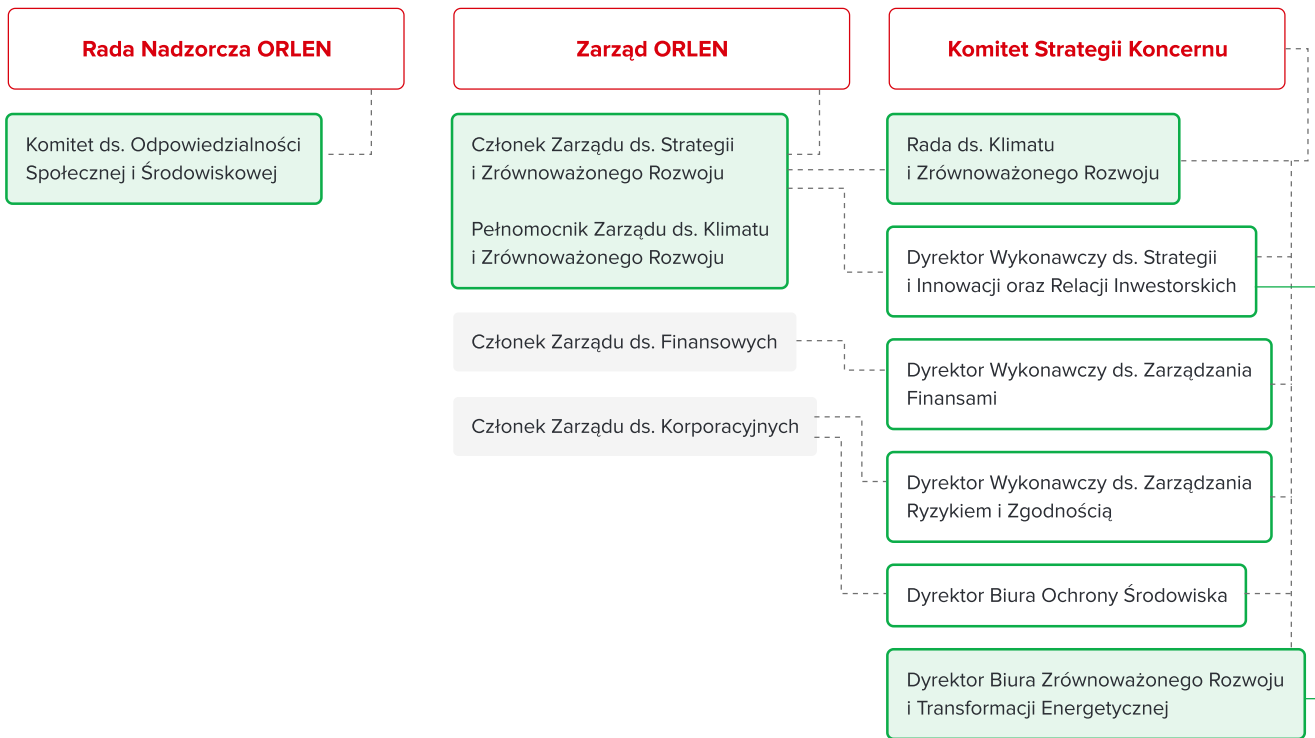 Rada Nadzorcza ORLEN
Komitet ds. Odpowiedzialności
Społecznej i Środowiskowej
Zarząd ORLEN
Członek Zarządu ds. Strategii
i Zrównoważonego Rozwoju
Pełnomocnik Zarządu ds. Klimatu
i Zrównoważonego Rozwoju
Członek Zarządu ds. Finansowych
Członek Zarządu ds. Korporacyjnych
Komitet Strategii Koncernu
Rada ds. Klimatu
i Zrównoważonego Rozwoju
Dyrektor Wykonawczy ds. Strategii
i Innowacji oraz Relacji Inwestorskich
Dyrektor Wykonawczy ds. Zarządzania
Finansami
Dyrektor Wykonawczy ds. Zarządzania
Ryzykiem i Zgodnością
Dyrektor Biura Ochrony Środowiska
Dyrektor Biura Zrównoważonego Rozwoju
i Transformacji Energetycznej